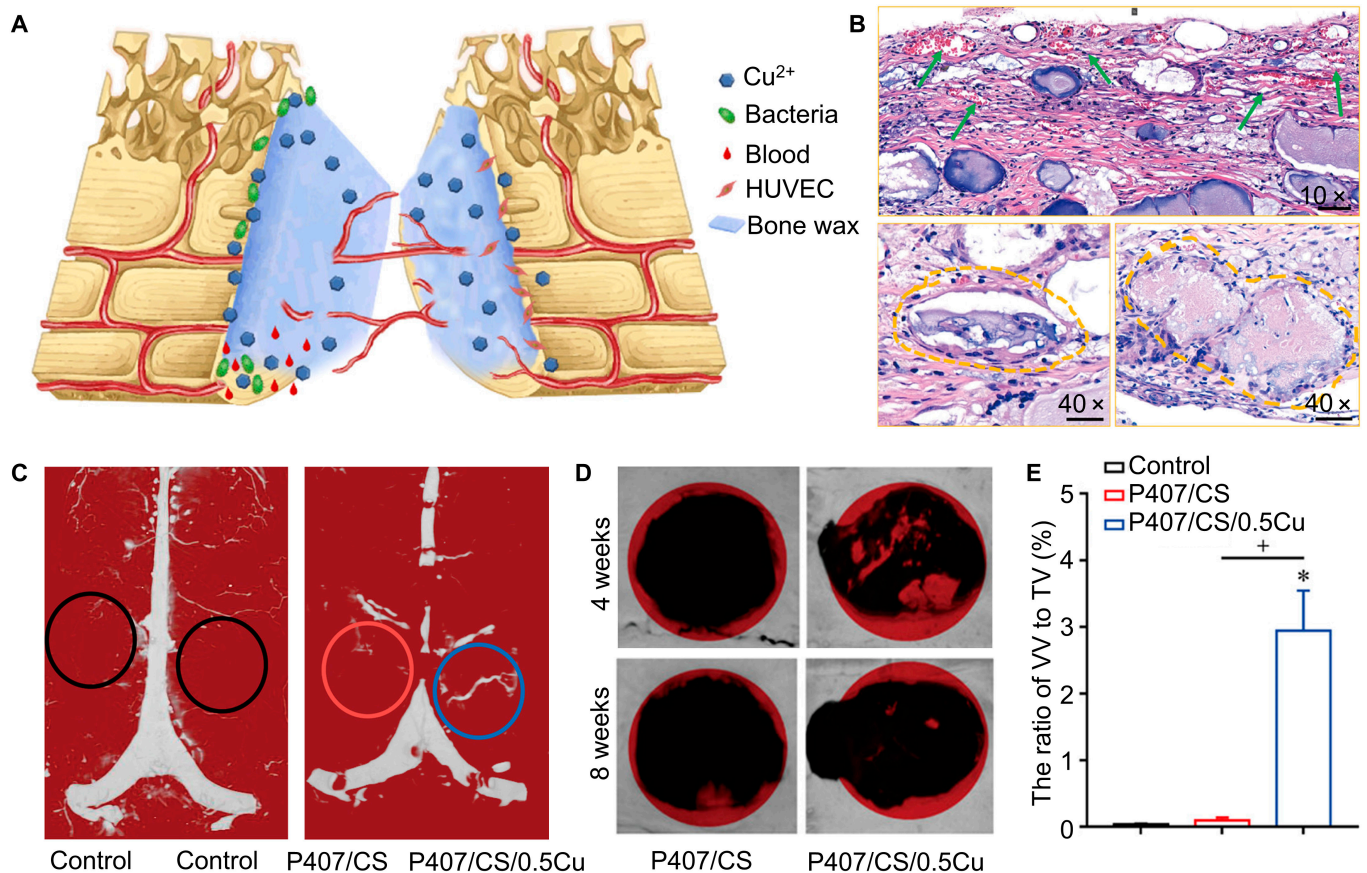 A
Cu2+
Bacteria
Blood
HUVEC
Bone wax
B
10 ×
40 ×
40 ×
C
Control
Control
P407/CS
P407/CS/0.5Cu
D
4 weeks
8 weeks
P407/CS
P407/CS/0.5Cu
E
Control
P407/CS
P407/CS/0.5Cu
The ratio of VV to TV (%)
5
4
3
2
1
0
+
*